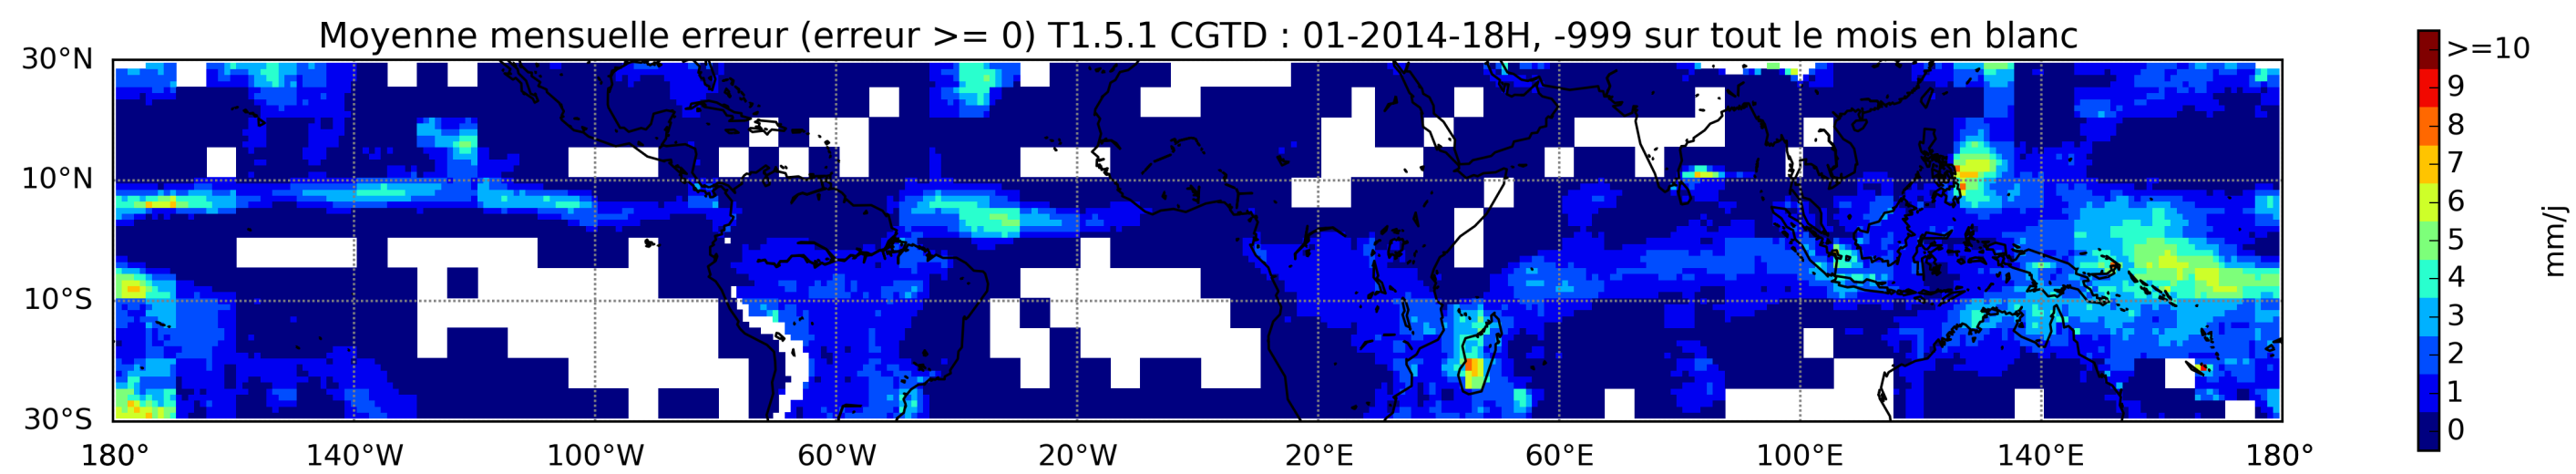 Moyenne mensuelle erreur (erreur >= 0) T1.5.1 CGTD : 01-2014-18H, -999 sur tout le mois en blanc
30°N
10°N
10°S
30°S
180° 140°W 100°W 60°W 20°W 20°E 60°E 100°E 140°E 180°
>=10
9
8
7
6
5
4
3
2
1
0
mm/j